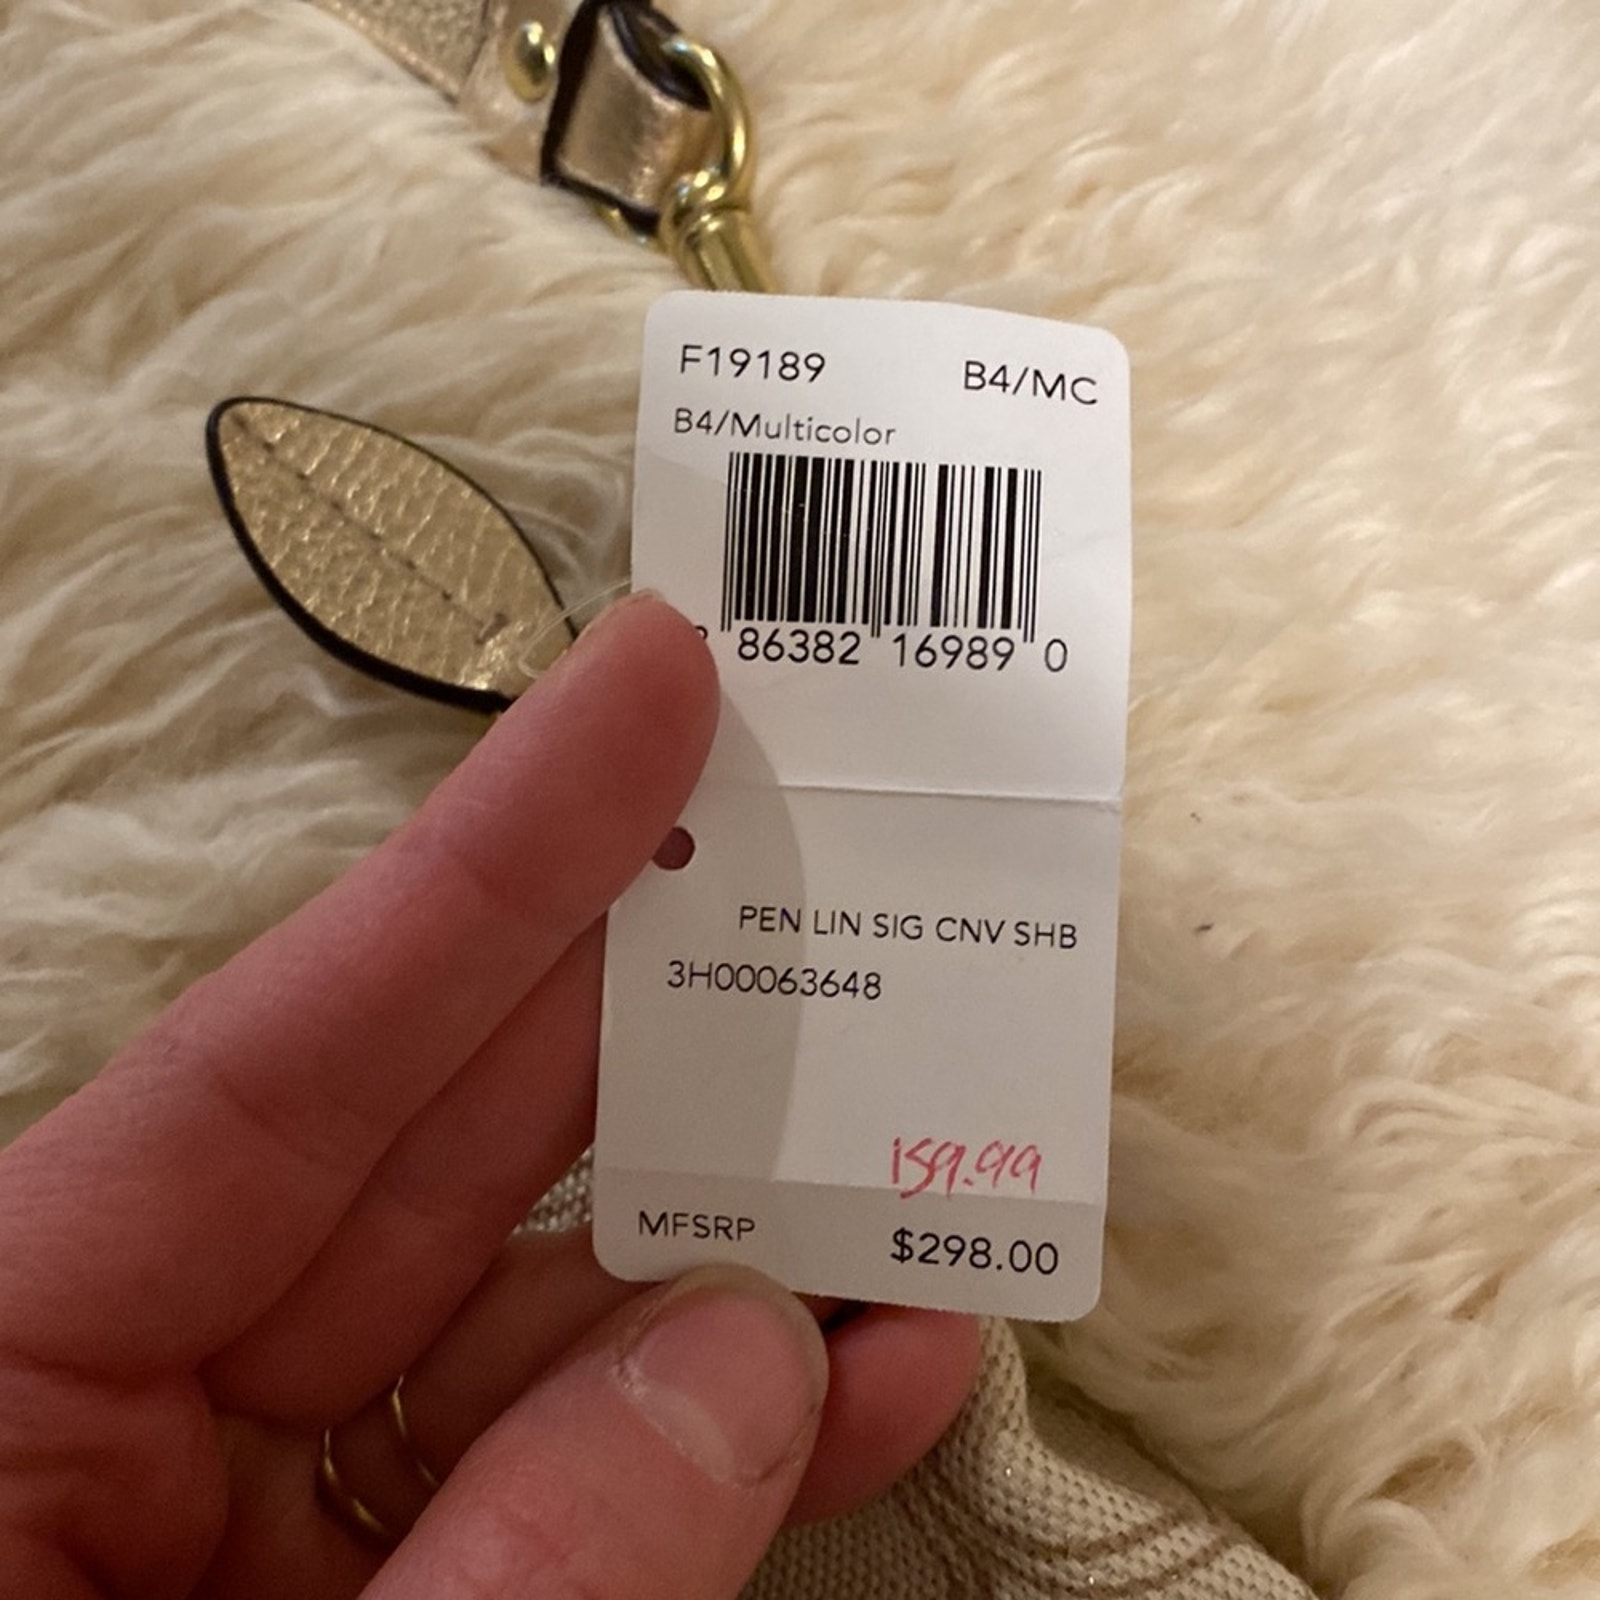 F19189 B4/MC
B4/Multicolor
86382 16989 0
PEN LIN SIG CNV SHB
3H00063648
159.99
MFSRP $298.00